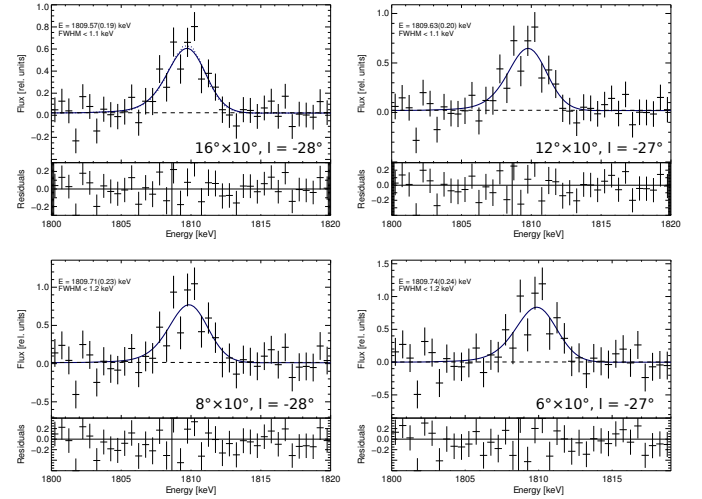 E = 1809.57(0.19) keV
FWHM < 1.1 keV
Flux [rel. units]
1.0
0.8
0.6
0.4
0.2
0.0
−0.2
16°×10°, l = -28°
Residuals
0.2
0.0
−0.2
1800 1805 1810 1815 1820
Energy [keV]
E = 1809.63(0.20) keV
FWHM < 1.1 keV
Flux [rel. units]
1.0
0.5
0.0
12°×10°, l = -27°
Residuals
0.2
0.0
−0.2
1800 1805 1810 1815 1820
Energy [keV]
E = 1809.71(0.23) keV
FWHM < 1.2 keV
Flux [rel. units]
1.0
0.5
0.0
−0.5
8°×10°, l = -28°
Residuals
0.2
0.0
−0.2
1800 1805 1810 1815 1820
Energy [keV]
E = 1809.74(0.24) keV
FWHM < 1.2 keV
Flux [rel. units]
1.5
1.0
0.5
0.0
−0.5
6°×10°, l = -27°
Residuals
0.2
0.0
−0.2
−0.4
1800 1805 1810 1815
Energy [keV]